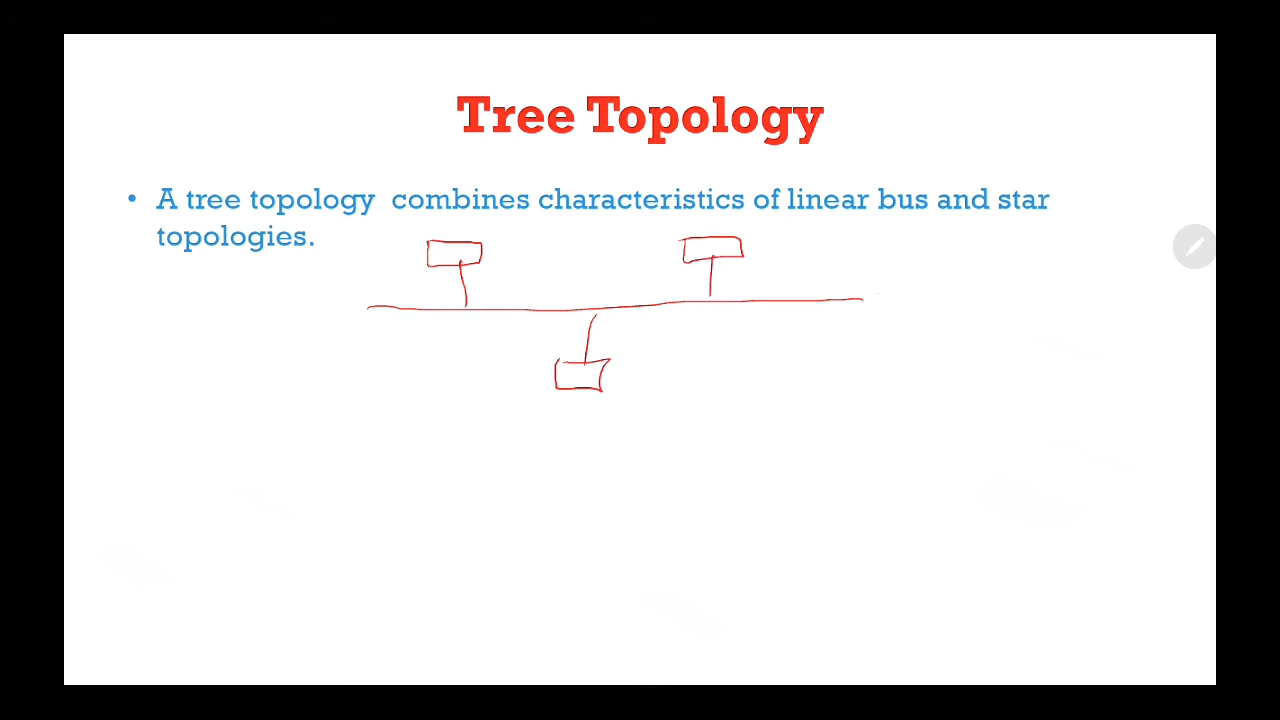 Tree Topology
• A tree topology combines characteristics of linear bus and star
topologies.